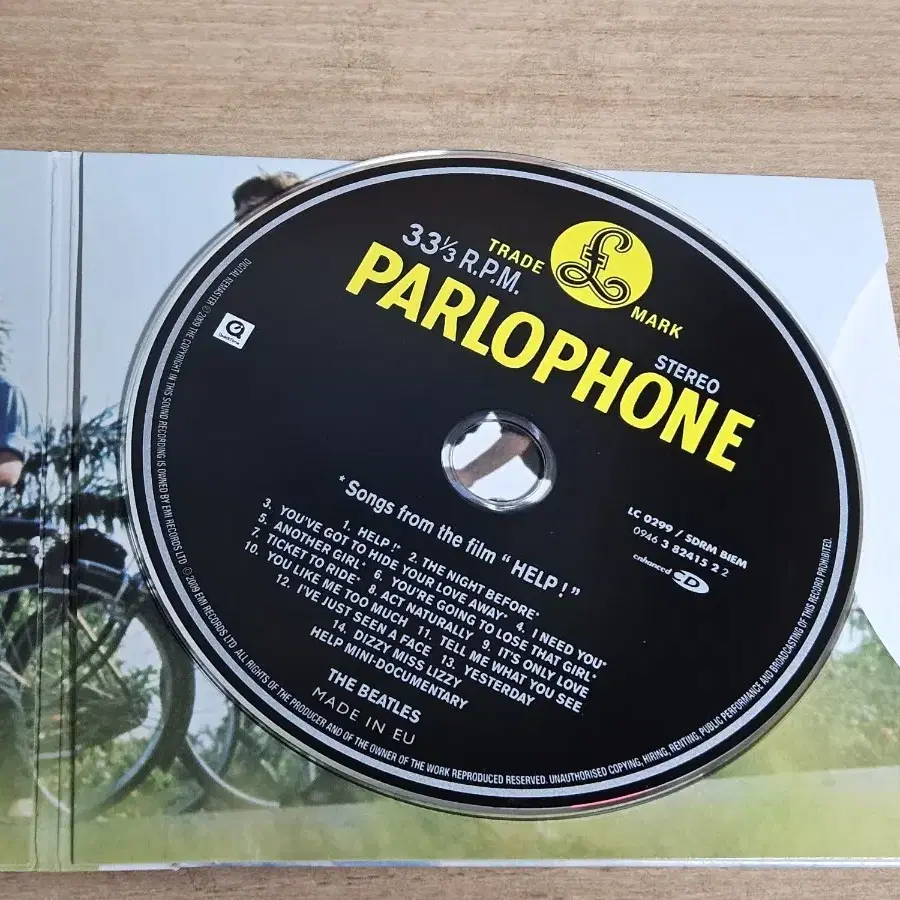 33⅓ R.P.M.
TRADE
£
MARK
PARLOPHONE
STEREO
QuickTime
LC 0299 / SDRM BIEM
0946 3 82415 2 2
enhanced CD
* Songs from the film " HELP ! "
1. HELP !* 2. THE NIGHT BEFORE*
3. YOU'VE GOT TO HIDE YOUR LOVE AWAY* 4. I NEED YOU*
5. ANOTHER GIRL* 6. YOU'RE GOING TO LOSE THAT GIRL*
7. TICKET TO RIDE* 8. ACT NATURALLY 9. IT'S ONLY LOVE
10. YOU LIKE ME TOO MUCH 11. TELL ME WHAT YOU SEE
12. I'VE JUST SEEN A FACE 13. YESTERDAY
14. DIZZY MISS LIZZY
HELP MINI-DOCUMENTARY
THE BEATLES
MADE IN EU
DIGITAL REMASTER ℗ 2009 THE COPYRIGHT IN THIS SOUND RECORDING IS OWNED BY EMI RECORDS LTD © 2009 EMI RECORDS LTD. ALL RIGHTS OF THE PRODUCER AND OF THE OWNER OF THE WORK REPRODUCED RESERVED. UNAUTHORISED COPYING, HIRING, RENTING, PUBLIC PERFORMANCE AND BROADCASTING OF THIS RECORD PROHIBITED.